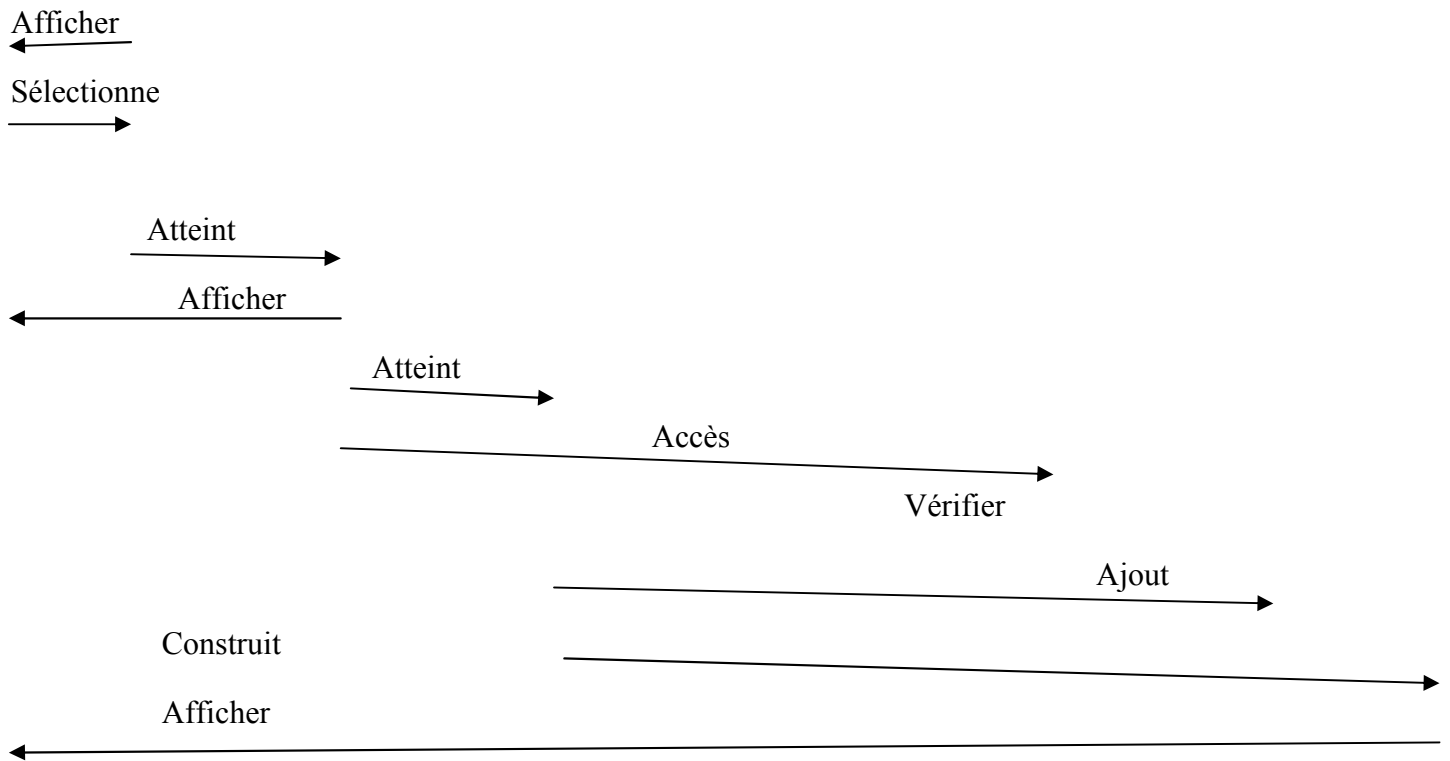 Afficher
Sélectionne
Atteint
Afficher
Atteint
Accès
Vérifier
Ajout
Construit
Afficher